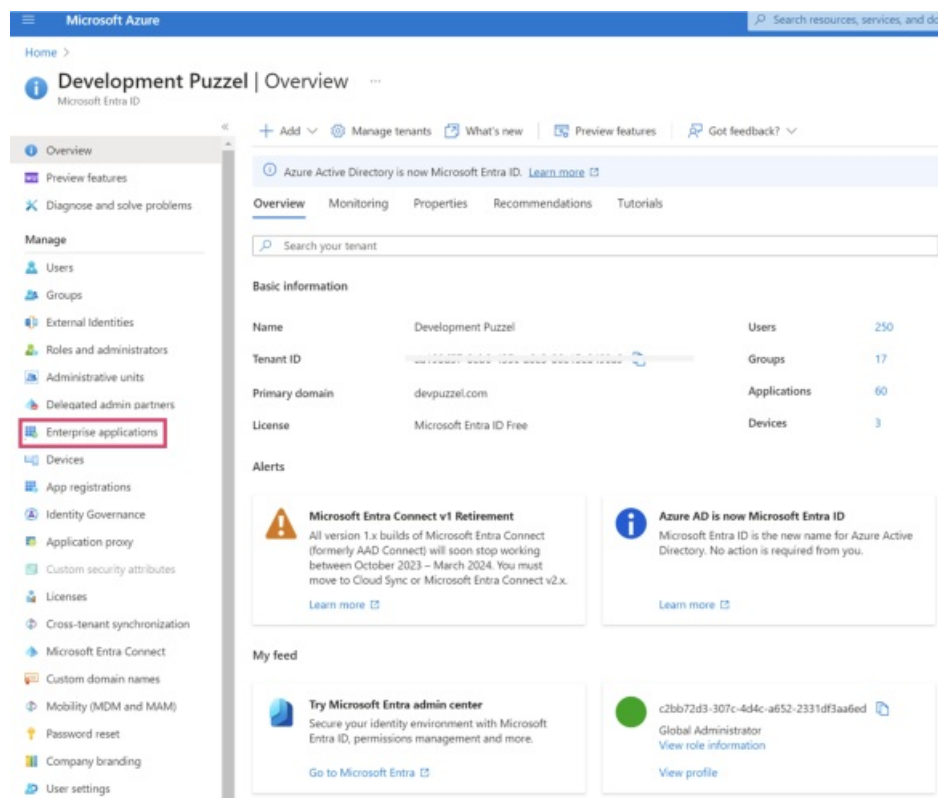 Microsoft Azure
Search resources, services, and do
Home >
Development Puzzel | Overview ...
Microsoft Entra ID
«
Overview
Preview features
Diagnose and solve problems
Manage
Users
Groups
External Identities
Roles and administrators
Administrative units
Delegated admin partners
Enterprise applications
Devices
App registrations
Identity Governance
Application proxy
Custom security attributes
Licenses
Cross-tenant synchronization
Microsoft Entra Connect
Custom domain names
Mobility (MDM and MAM)
Password reset
Company branding
User settings
+ Add Manage tenants What's new Preview features Got feedback?
Azure Active Directory is now Microsoft Entra ID. Learn more
Overview Monitoring Properties Recommendations Tutorials
Search your tenant
Basic information
Name Development Puzzel Users 250
Tenant ID Groups 17
Primary domain devpuzzel.com Applications 60
License Microsoft Entra ID Free Devices 3
Alerts
Microsoft Entra Connect v1 Retirement
All version 1.x builds of Microsoft Entra Connect
(formerly AAD Connect) will soon stop working
between October 2023 – March 2024. You must
move to Cloud Sync or Microsoft Entra Connect v2.x.
Learn more
Azure AD is now Microsoft Entra ID
Microsoft Entra ID is the new name for Azure Active
Directory. No action is required from you.
Learn more
My feed
Try Microsoft Entra admin center
Secure your identity environment with Microsoft
Entra ID, permissions management and more.
Go to Microsoft Entra
c2bb72d3-307c-4d4c-a652-2331df3aa6ed
Global Administrator
View role information
View profile